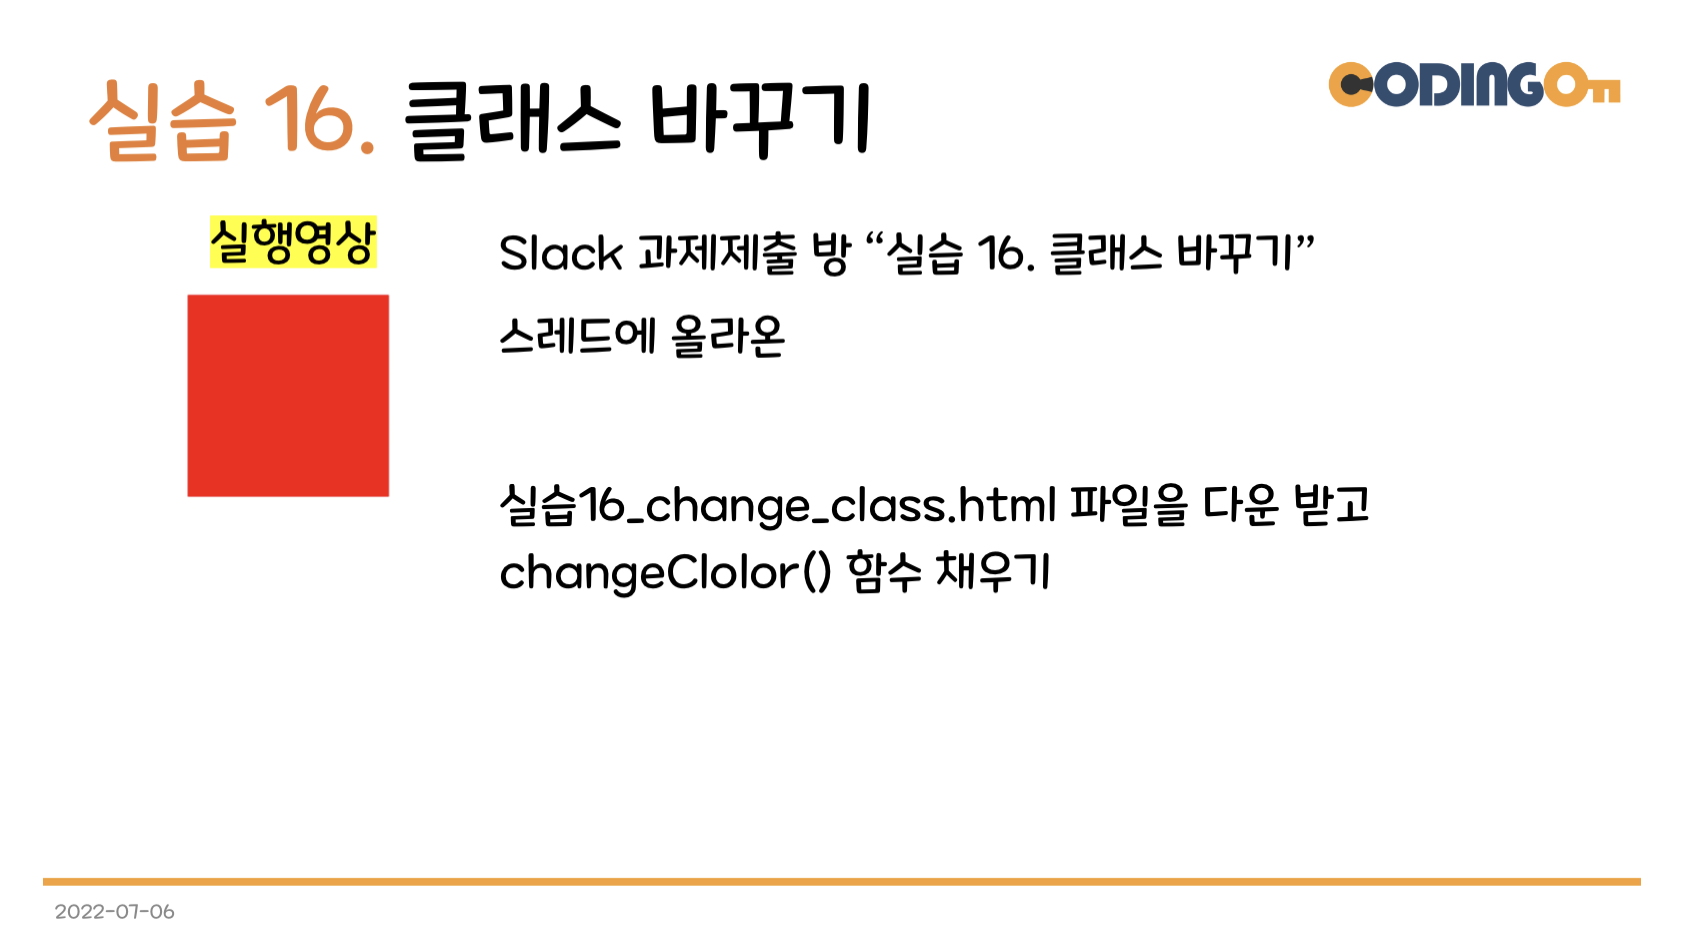 실습 16. 클래스 바꾸기
CODINGOn
실행영상
Slack 과제제출 방 “실습 16. 클래스 바꾸기”
스레드에 올라온
실습16_change_class.html 파일을 다운 받고
changeClolor() 함수 채우기
2022-07-06